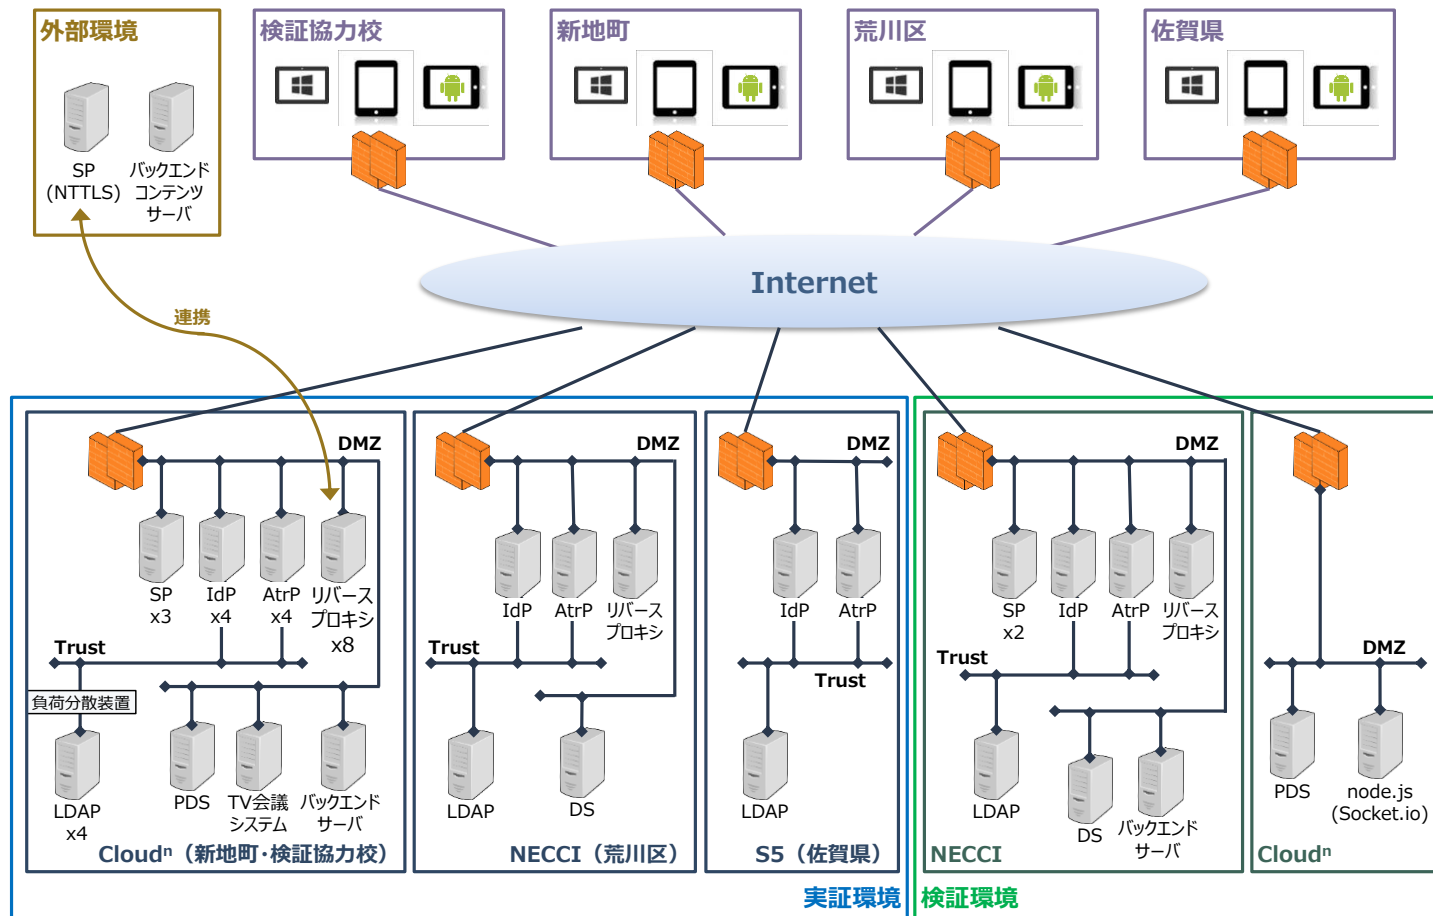 外部環境
検証協力校
新地町
荒川区
佐賀県
SP
(NTTLS)
バックエンド
コンテンツ
サーバ
Internet
連携
DMZ
SP
x3
IdP
x4
AtrP
x4
リバース
プロキシ
x8
Trust
負荷分散装置
LDAP
x4
PDS
TV会議
システム
バックエンド
サーバ
Cloudⁿ（新地町・検証協力校）
DMZ
IdP
AtrP
リバース
プロキシ
Trust
LDAP
DS
NECCI（荒川区）
DMZ
IdP
AtrP
Trust
LDAP
S5（佐賀県）
実証環境
DMZ
SP
x2
IdP
AtrP
リバース
プロキシ
Trust
LDAP
DS
バックエンド
サーバ
NECCI
DMZ
PDS
node.js
(Socket.io)
Cloudⁿ
検証環境